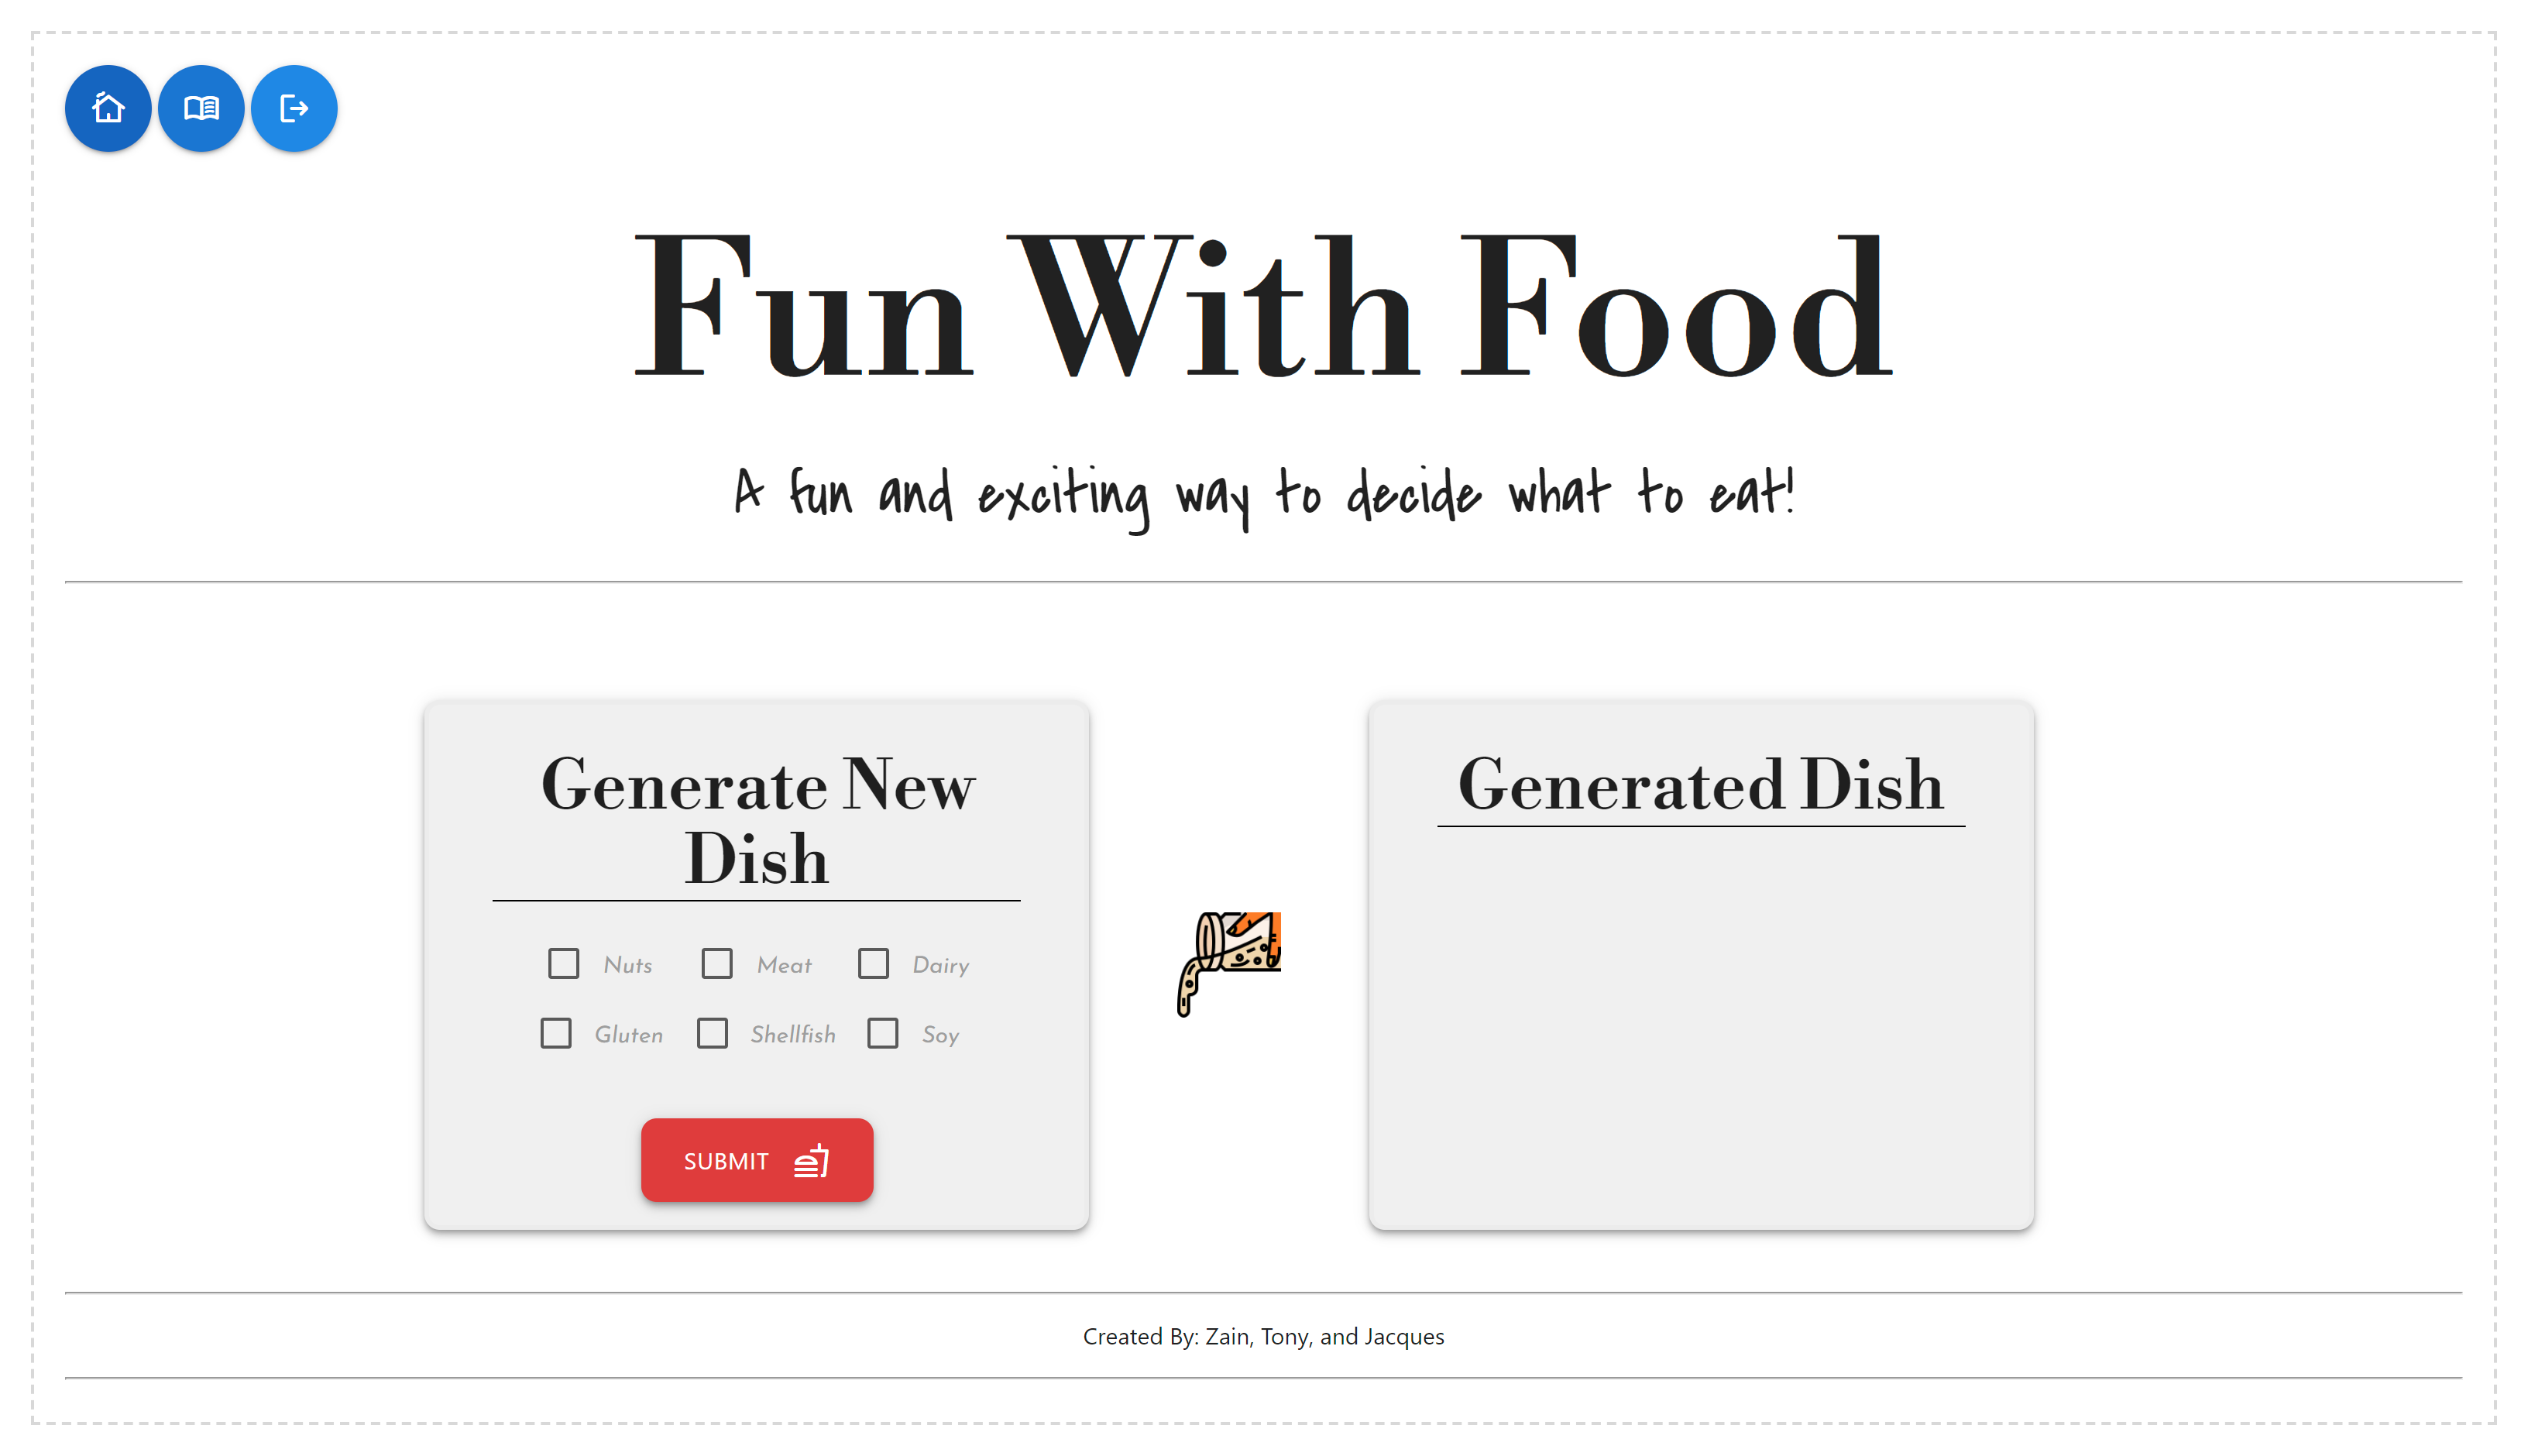 Fun With Food
A fun and exciting way to decide what to eat!
Generate New
Dish
Nuts Meat Dairy
Gluten Shellfish Soy
SUBMIT
Generated Dish
Created By: Zain, Tony, and Jacques